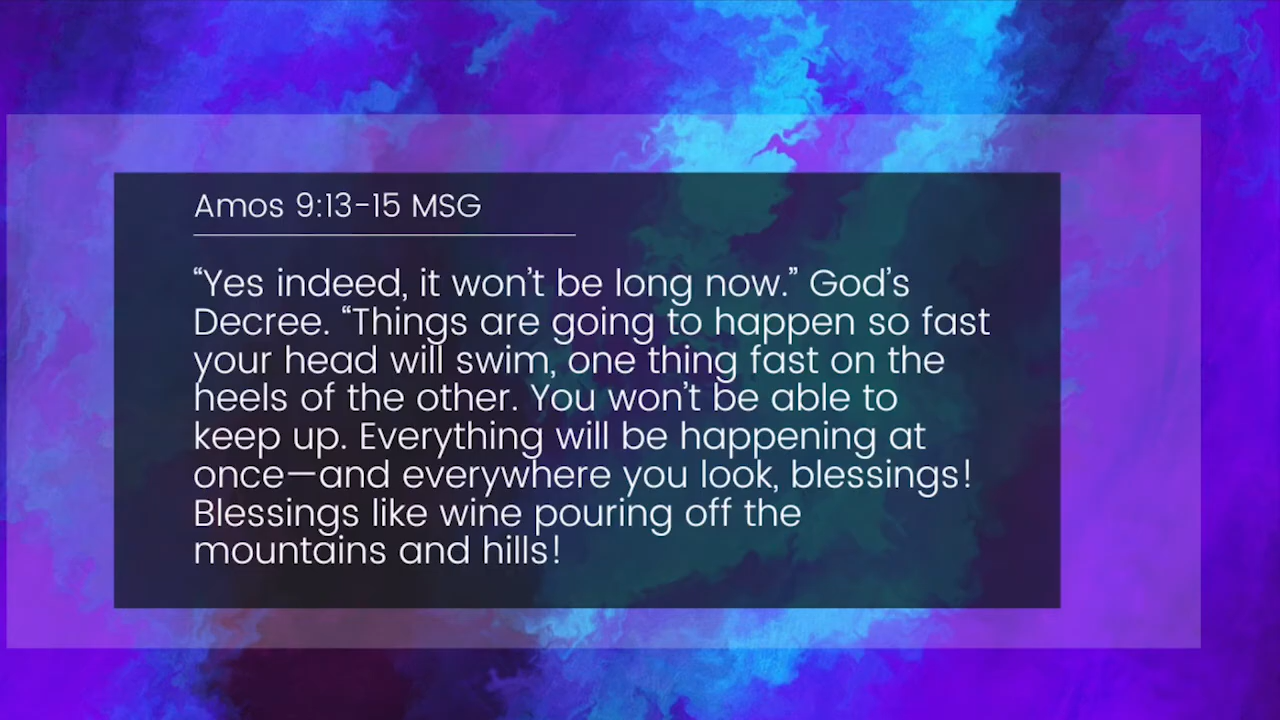 Amos 9:13-15 MSG
“Yes indeed, it won’t be long now.” God’s
Decree. “Things are going to happen so fast
your head will swim, one thing fast on the
heels of the other. You won’t be able to
keep up. Everything will be happening at
once—and everywhere you look, blessings!
Blessings like wine pouring off the
mountains and hills!